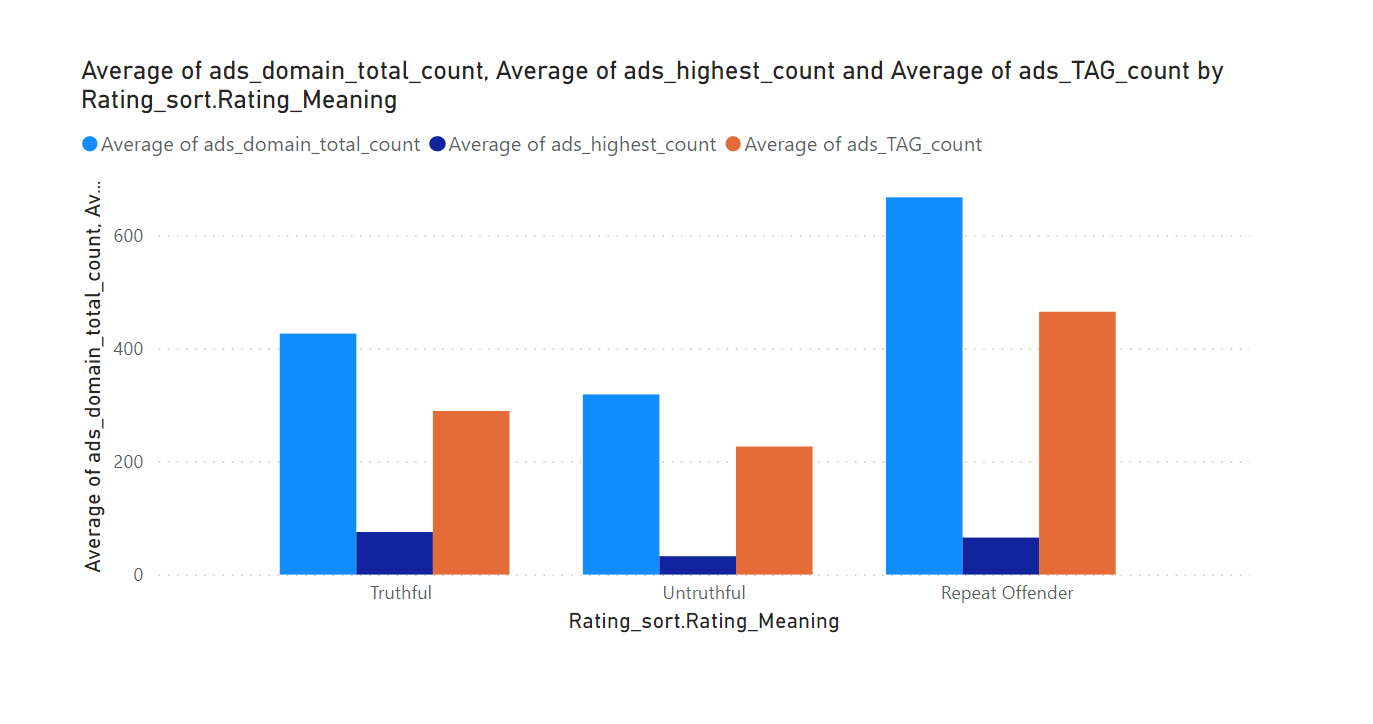 Average of ads_domain_total_count, Average of ads_highest_count and Average of ads_TAG_count by
Rating_sort.Rating_Meaning
Average of ads_domain_total_count Average of ads_highest_count Average of ads_TAG_count
Average of ads_domain_total_count, Av...
600
400
200
0
Truthful Untruthful Repeat Offender
Rating_sort.Rating_Meaning